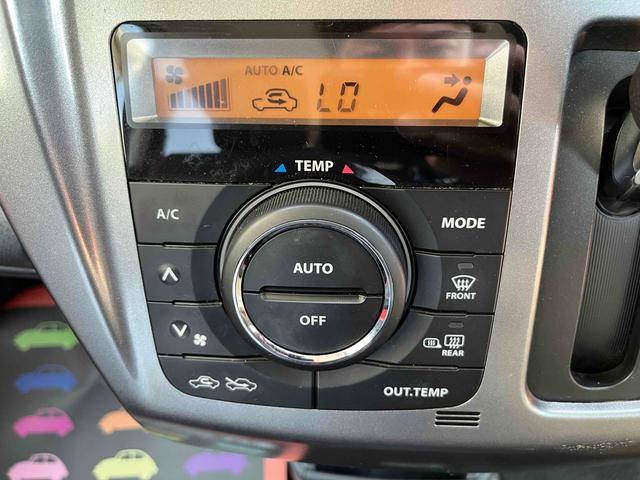 AUTO A/C
LO
TEMP
A/C
MODE
AUTO
OFF
FRONT
REAR
OUT.TEMP